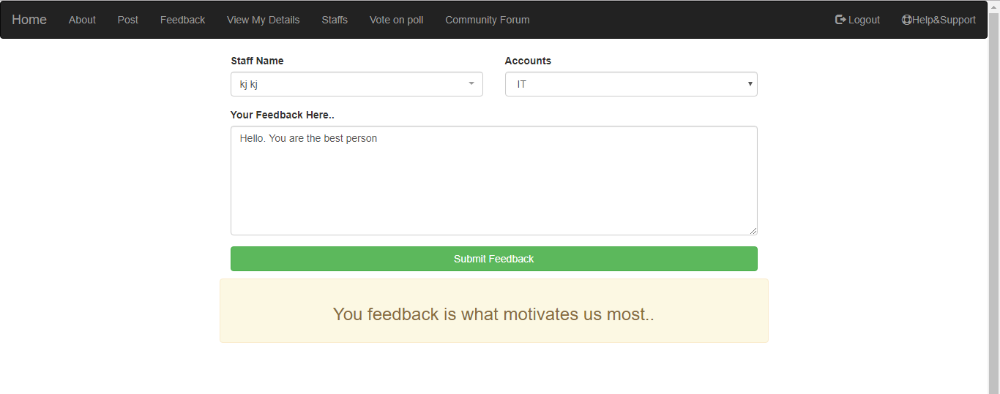 Home About Post Feedback View My Details Staffs Vote on poll Community Forum Logout Help&Support
Staff Name Accounts
kj kj IT
Your Feedback Here..
Hello. You are the best person
Submit Feedback
You feedback is what motivates us most..